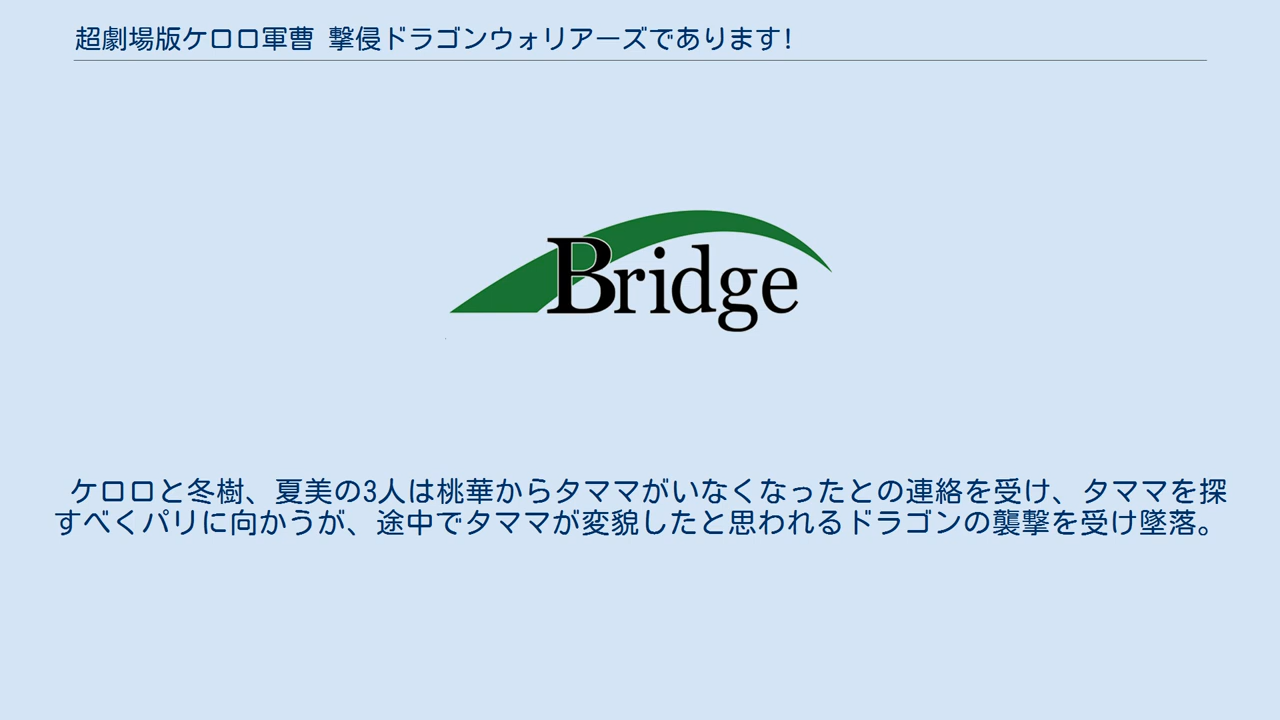 超劇場版ケロロ軍曹 撃侵ドラゴンウォリアーズであります!
Bridge
ケロロと冬樹、夏美の3人は桃華からタママがいなくなったとの連絡を受け、タママを探
すべくパリに向かうが、途中でタママが変貌したと思われるドラゴンの襲撃を受け墜落。